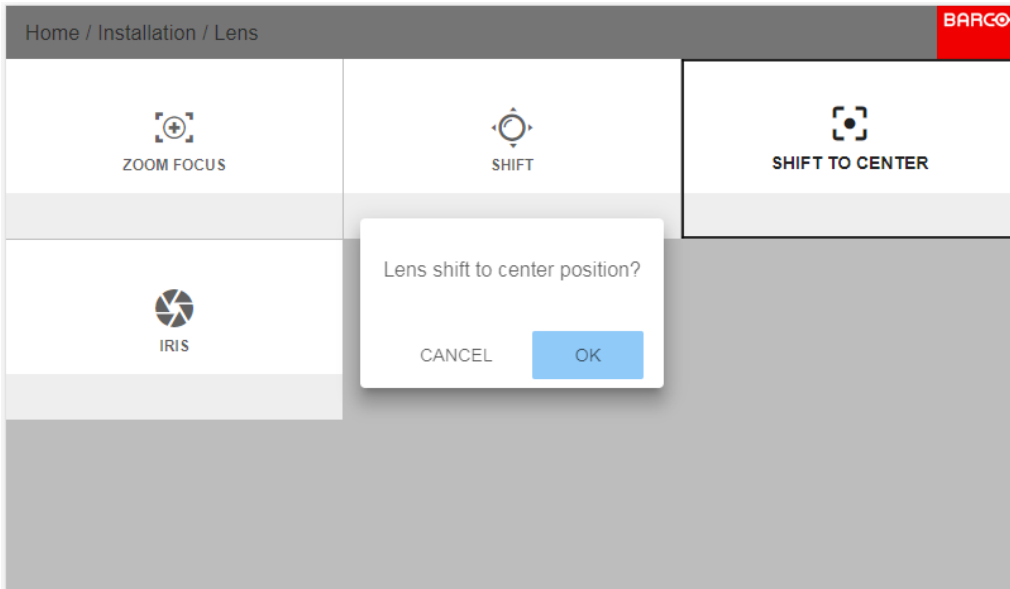 Home / Installation / Lens
BARCO
ZOOM FOCUS
SHIFT
SHIFT TO CENTER
Lens shift to center position?
CANCEL
OK
IRIS